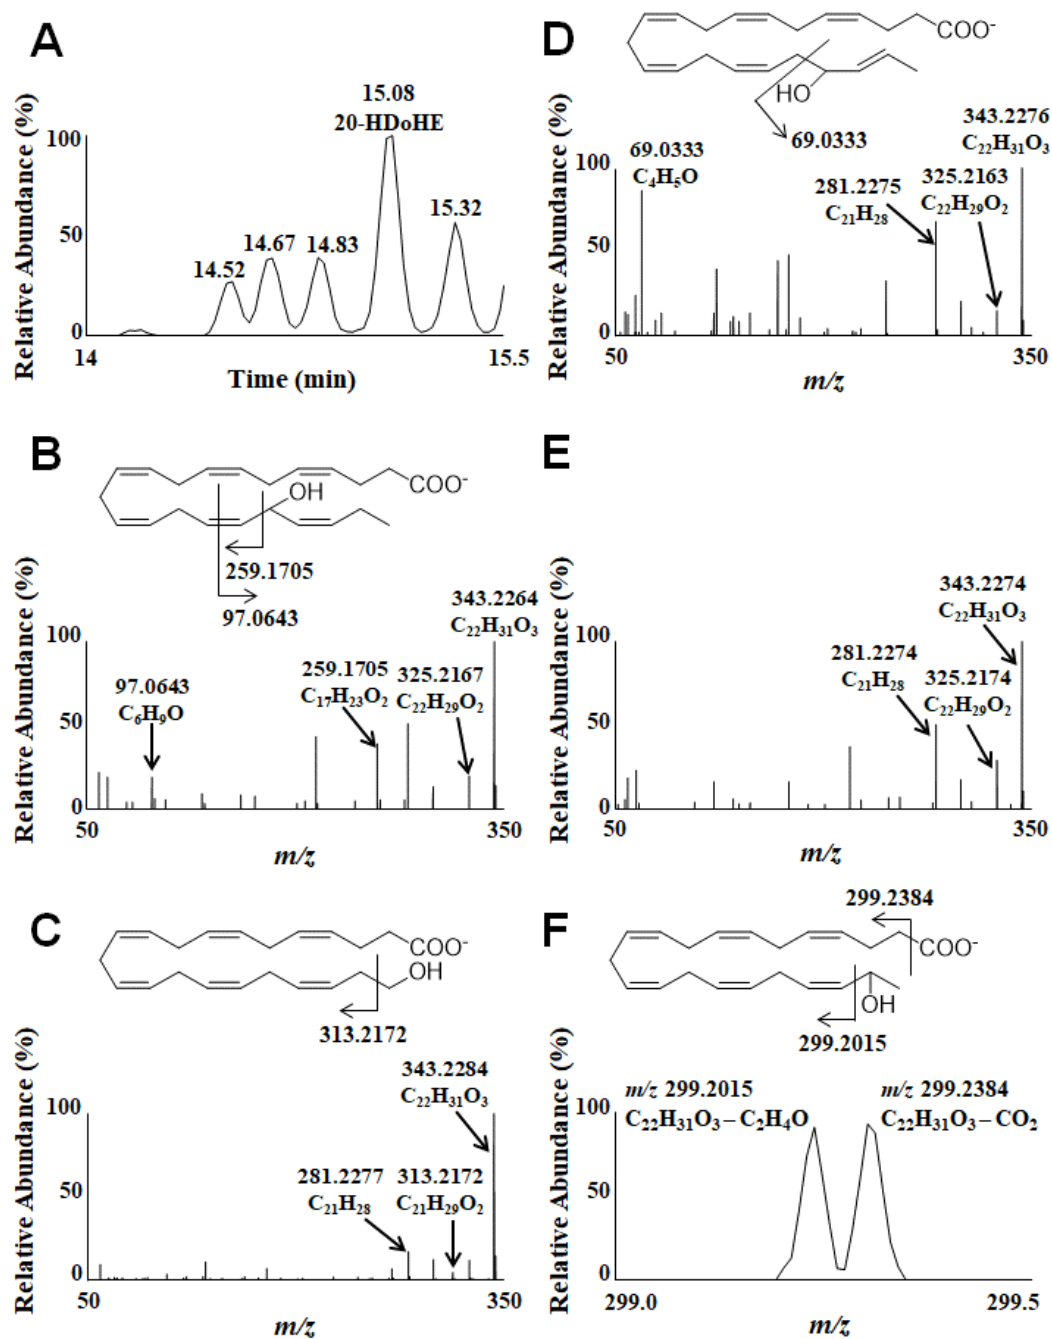 A
15.08
20-HDoHE
14.52
14.67
14.83
15.32
Relative Abundance (%)
100
50
0
14
15.5
Time (min)
D
COO⁻
HO
69.0333
69.0333
C₄H₅O
281.2275
C₂₁H₂₈
325.2163
C₂₂H₂₉O₂
343.2276
C₂₂H₃₁O₃
Relative Abundance (%)
100
50
0
50
350
m/z
B
COO⁻
OH
259.1705
97.0643
97.0643
C₆H₉O
259.1705
C₁₇H₂₃O₂
325.2167
C₂₂H₂₉O₂
343.2264
C₂₂H₃₁O₃
Relative Abundance (%)
100
50
0
50
350
m/z
E
343.2274
C₂₂H₃₁O₃
281.2274
C₂₁H₂₈
325.2174
C₂₂H₂₉O₂
Relative Abundance (%)
100
50
0
50
350
m/z
C
COO⁻
OH
313.2172
343.2284
C₂₂H₃₁O₃
281.2277
C₂₁H₂₈
313.2172
C₂₁H₂₉O₂
Relative Abundance (%)
100
50
0
50
350
m/z
F
299.2384
COO⁻
OH
299.2015
m/z 299.2015
C₂₂H₃₁O₃ – C₂H₄O
m/z 299.2384
C₂₂H₃₁O₃ – CO₂
Relative Abundance (%)
100
50
0
299.0
299.5
m/z